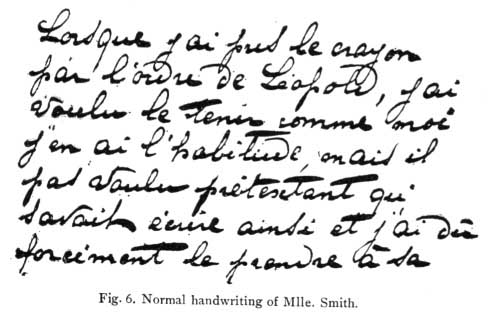 Lorsque j'ai pris le crayon
par l'ordre de Léopold, j'ai
voulu le tenir comme moi
j'en ai l'habitude, mais il
pas voulu prétextant qui
savait écrire ainsi et j'ai dû
forcément le prendre à sa
Fig. 6. Normal handwriting of Mlle. Smith.